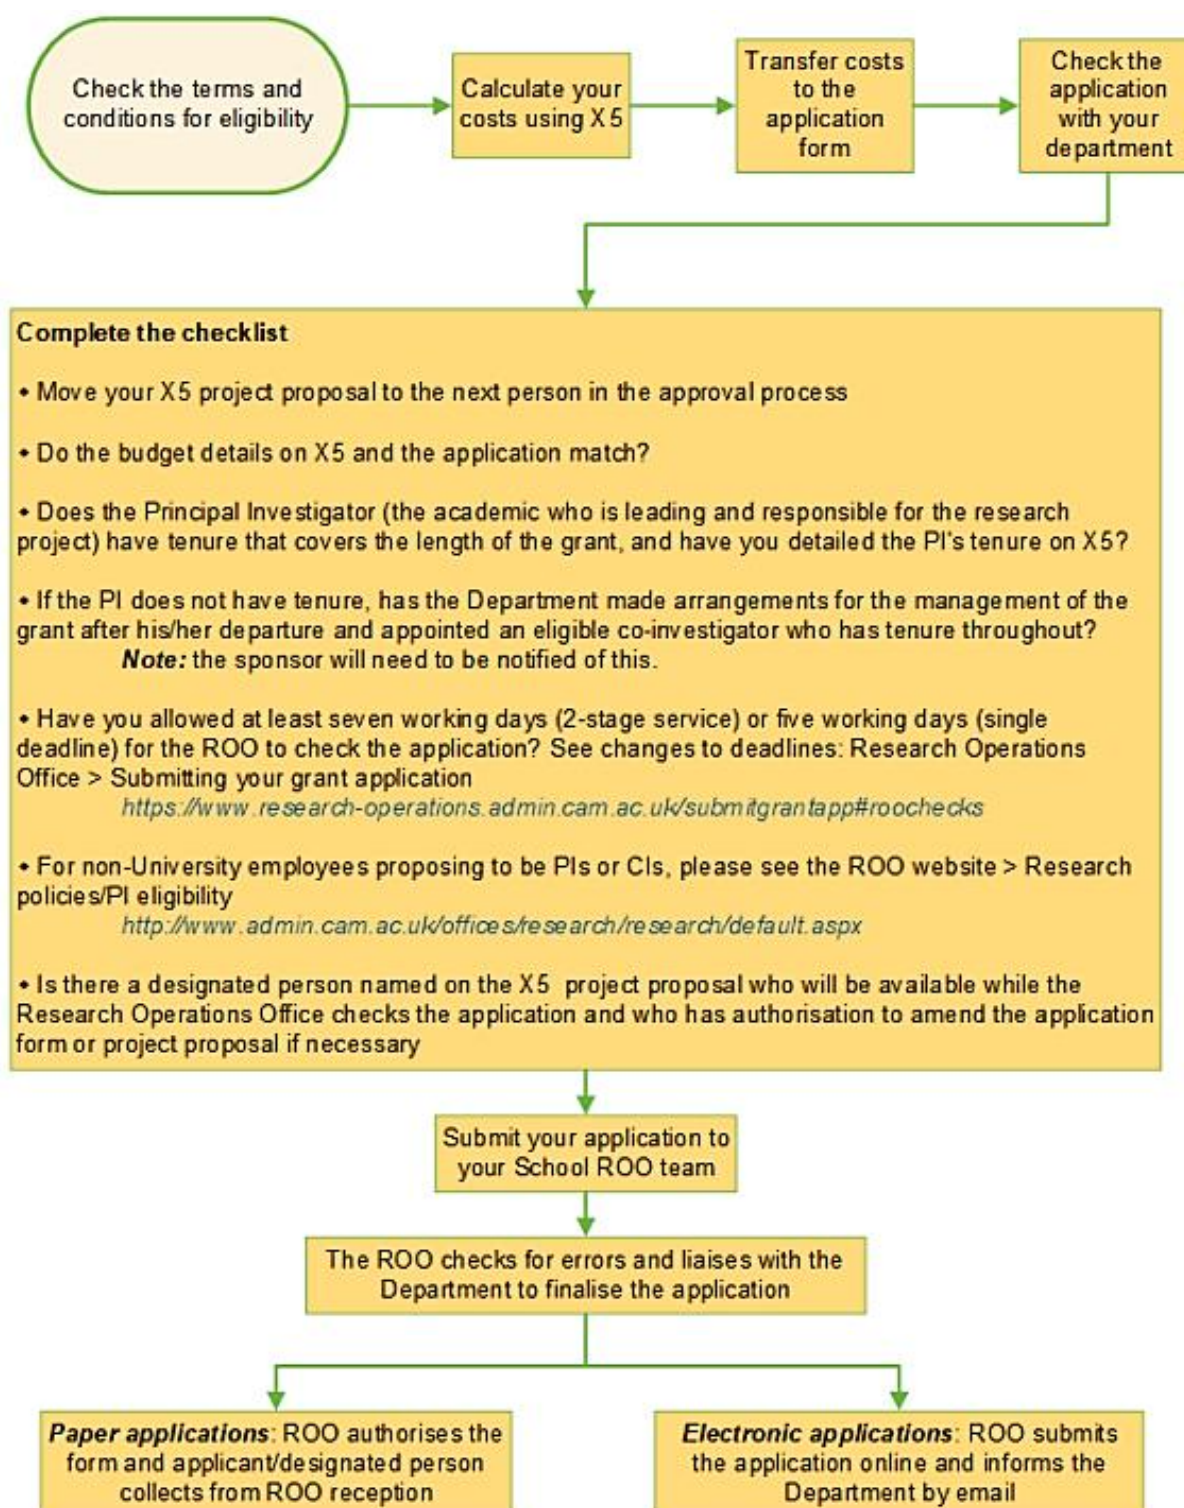 Check the terms and
conditions for eligibility
Calculate your
costs using X5
Transfer costs
to the
application
form
Check the
application
with your
department
Complete the checklist
• Move your X5 project proposal to the next person in the approval process
• Do the budget details on X5 and the application match?
• Does the Principal Investigator (the academic who is leading and responsible for the research
project) have tenure that covers the length of the grant, and have you detailed the PI's tenure on X5?
• If the PI does not have tenure, has the Department made arrangements for the management of the
grant after his/her departure and appointed an eligible co-investigator who has tenure throughout?
Note: the sponsor will need to be notified of this.
• Have you allowed at least seven working days (2-stage service) or five working days (single
deadline) for the ROO to check the application? See changes to deadlines: Research Operations
Office > Submitting your grant application
https://www.research-operations.admin.cam.ac.uk/submitgrantapp#roochecks
• For non-University employees proposing to be PIs or CIs, please see the ROO website > Research
policies/PI eligibility
http://www.admin.cam.ac.uk/offices/research/research/default.aspx
• Is there a designated person named on the X5 project proposal who will be available while the
Research Operations Office checks the application and who has authorisation to amend the application
form or project proposal if necessary
Submit your application to
your School ROO team
The ROO checks for errors and liaises with the
Department to finalise the application
Paper applications: ROO authorises the
form and applicant/designated person
collects from ROO reception
Electronic applications: ROO submits
the application online and informs the
Department by email